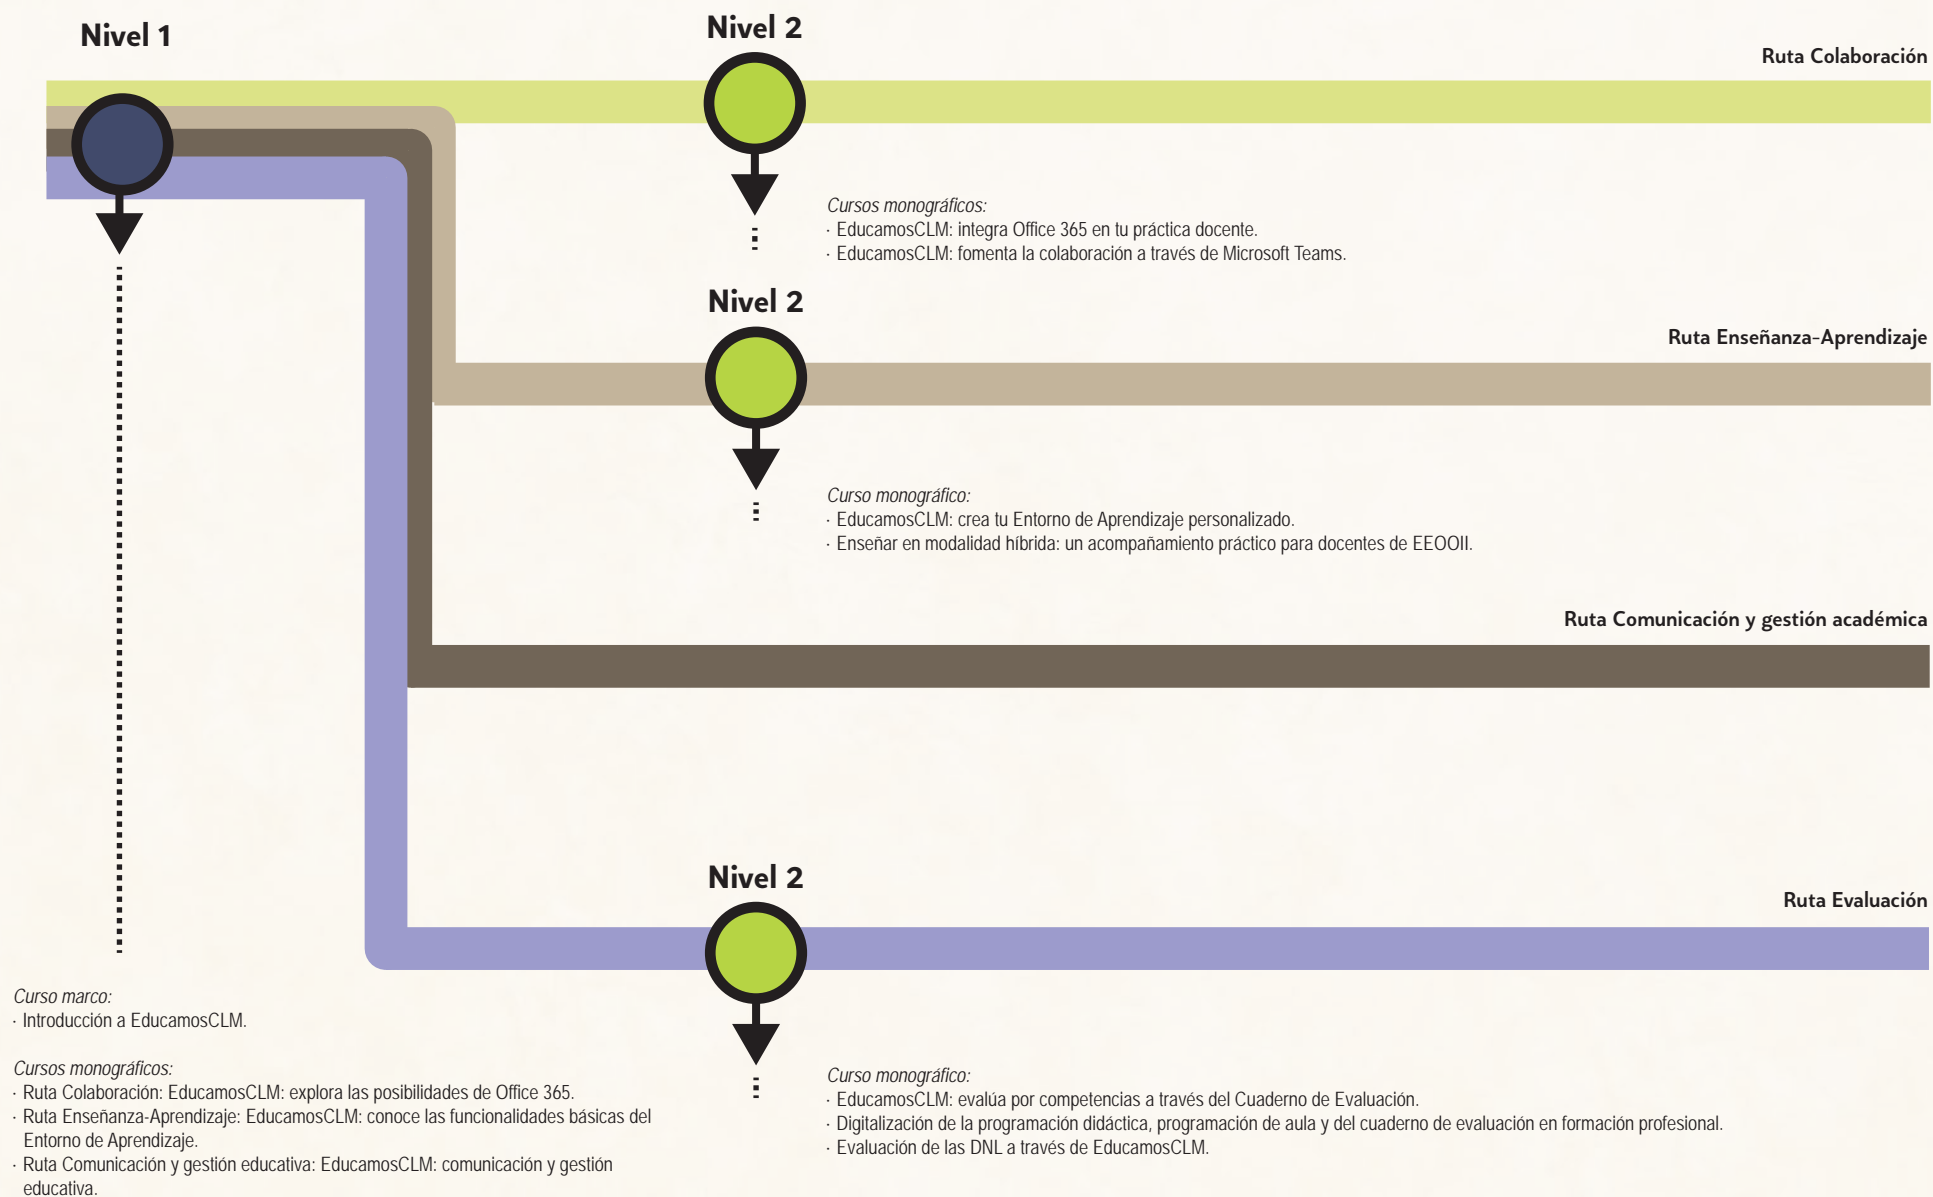 Nivel 1
Nivel 2
Ruta Colaboración
Cursos monográficos:
· EducamosCLM: integra Office 365 en tu práctica docente.
· EducamosCLM: fomenta la colaboración a través de Microsoft Teams.
Nivel 2
Ruta Enseñanza-Aprendizaje
Curso monográfico:
· EducamosCLM: crea tu Entorno de Aprendizaje personalizado.
· Enseñar en modalidad híbrida: un acompañamiento práctico para docentes de EEOOII.
Ruta Comunicación y gestión académica
Nivel 2
Ruta Evaluación
Curso marco:
· Introducción a EducamosCLM.
Cursos monográficos:
· Ruta Colaboración: EducamosCLM: explora las posibilidades de Office 365.
· Ruta Enseñanza-Aprendizaje: EducamosCLM: conoce las funcionalidades básicas del
Entorno de Aprendizaje.
· Ruta Comunicación y gestión educativa: EducamosCLM: comunicación y gestión
educativa.
Curso monográfico:
· EducamosCLM: evalúa por competencias a través del Cuaderno de Evaluación.
· Digitalización de la programación didáctica, programación de aula y del cuaderno de evaluación en formación profesional.
· Evaluación de las DNL a través de EducamosCLM.